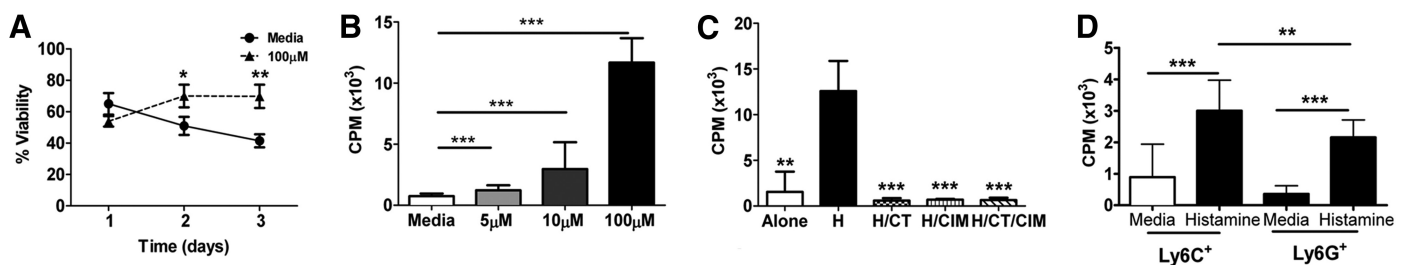 A
Media
100μM
100
80
60
40
20
0
% Viability
*
**
1
2
3
Time (days)
B
15
10
5
0
CPM (x10³)
***
***
***
Media
5μM
10μM
100μM
C
20
15
10
5
0
CPM (x10³)
**
***
***
***
Alone
H
H/CT
H/CIM
H/CT/CIM
D
5
4
3
2
1
0
CPM (x10³)
**
***
***
Media
Histamine
Media
Histamine
Ly6C⁺
Ly6G⁺